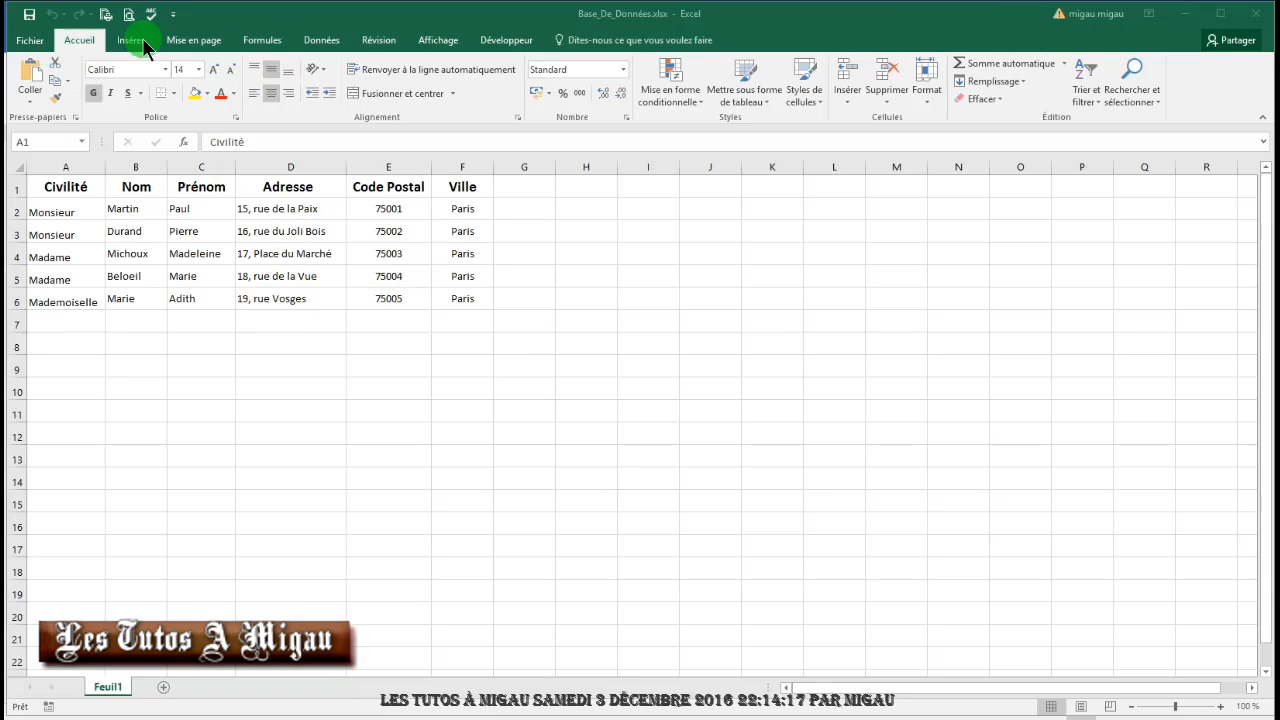 Base_De_Données.xlsx - Excel
migau migau
Fichier Accueil Insérer Mise en page Formules Données Révision Affichage Développeur Dites-nous ce que vous voulez faire Partager
Coller
Calibri 14
G I S
Renvoyer à la ligne automatiquement
Fusionner et centrer
Standard
% 000
Mise en forme conditionnelle
Mettre sous forme de tableau
Styles de cellules
Insérer Supprimer Format
Somme automatique
Remplissage
Effacer
Trier et filtrer
Rechercher et sélectionner
Presse-papiers Police Alignement Nombre Styles Cellules Édition
A1 fx Civilité
A B C D E F G H I J K L M N O P Q R
1 Civilité Nom Prénom Adresse Code Postal Ville
2 Monsieur Martin Paul 15, rue de la Paix 75001 Paris
3 Monsieur Durand Pierre 16, rue du Joli Bois 75002 Paris
4 Madame Michoux Madeleine 17, Place du Marché 75003 Paris
5 Madame Beloeil Marie 18, rue de la Vue 75004 Paris
6 Mademoiselle Marie Adith 19, rue Vosges 75005 Paris
7
8
9
10
11
12
13
14
15
16
17
18
19
20
21
22
Les Tutos A Migau
Feuil1
LES TUTOS À MIGAU SAMEDI 3 DÉCEMBRE 2016 22:14:17 PAR MIGAU
Prêt
100 %